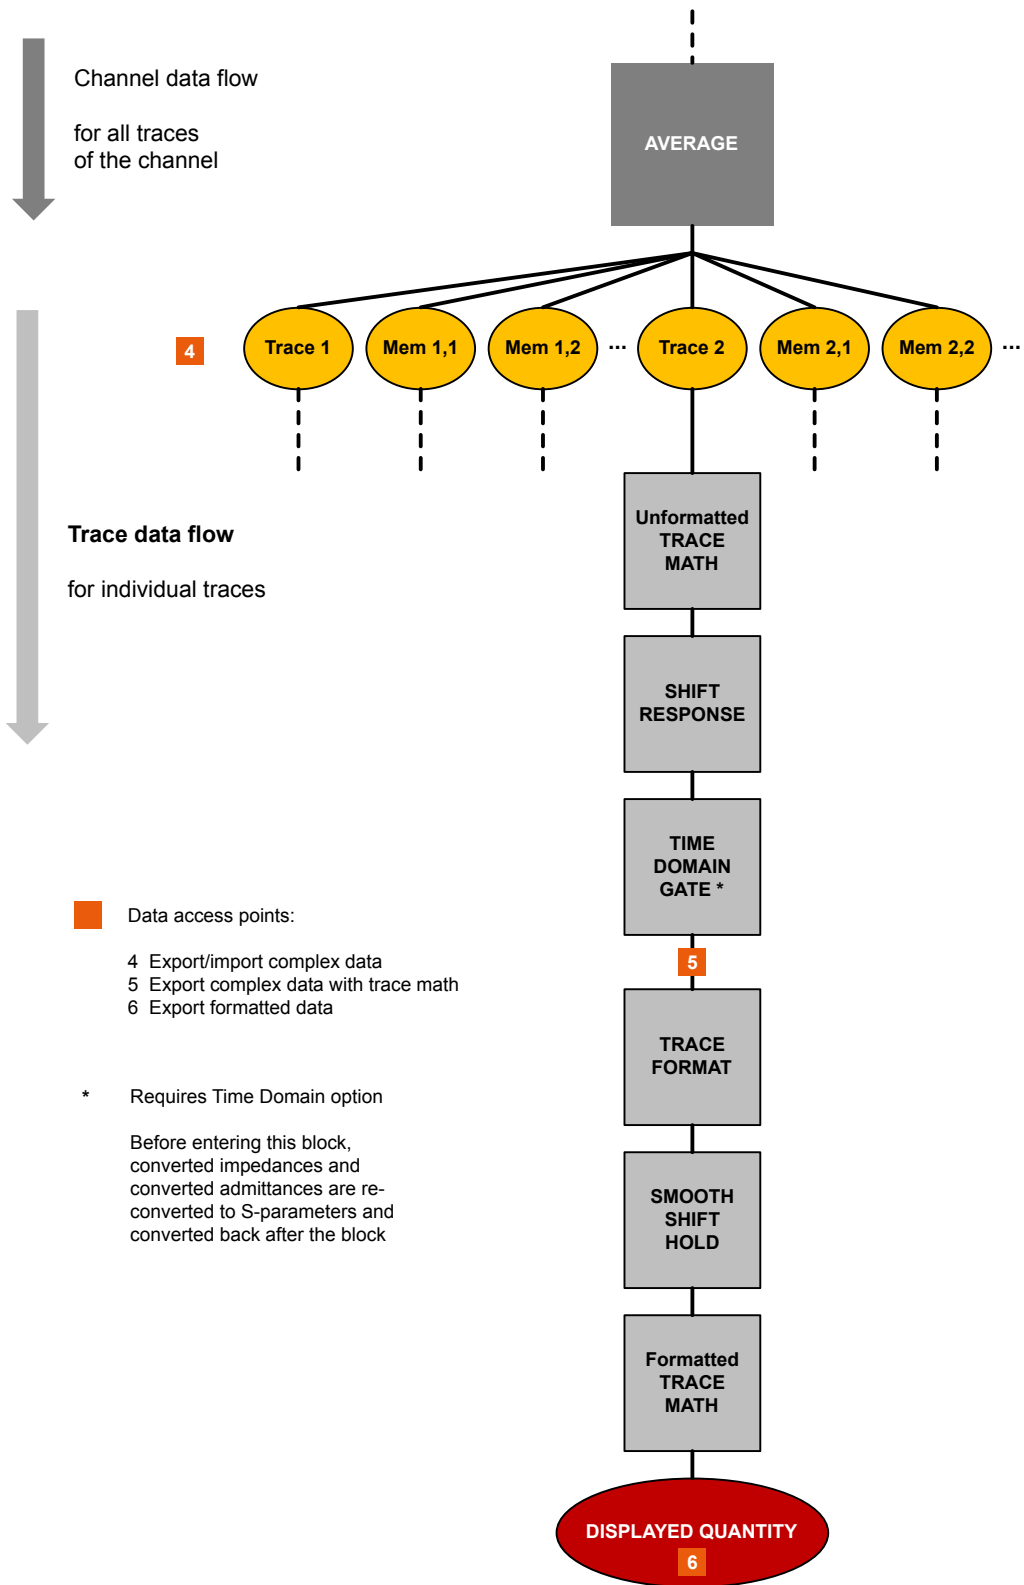 Channel data flow
for all traces
of the channel
AVERAGE
4
Trace 1
Mem 1,1
Mem 1,2
...
Trace 2
Mem 2,1
Mem 2,2
...
Trace data flow
for individual traces
Unformatted
TRACE
MATH
SHIFT
RESPONSE
TIME
DOMAIN
GATE *
5
Data access points:
4 Export/import complex data
5 Export complex data with trace math
6 Export formatted data
* Requires Time Domain option
Before entering this block,
converted impedances and
converted admittances are re-
converted to S-parameters and
converted back after the block
TRACE
FORMAT
SMOOTH
SHIFT
HOLD
Formatted
TRACE
MATH
DISPLAYED QUANTITY
6